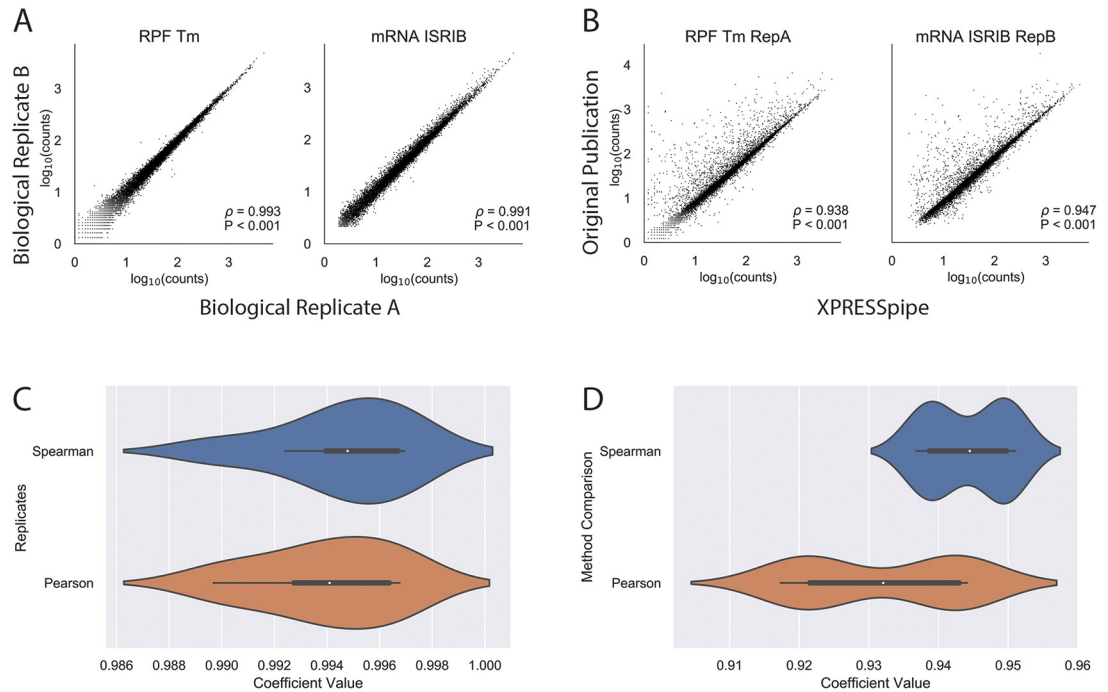 A
RPF Tm
mRNA ISRIB
Biological Replicate B
log10(counts)
3
2
1
0
ρ = 0.993
P < 0.001
0 1 2 3
log10(counts)
3
2
1
0
ρ = 0.991
P < 0.001
0 1 2 3
log10(counts)
Biological Replicate A
B
RPF Tm RepA
mRNA ISRIB RepB
Original Publication
log10(counts)
4
3
2
1
0
ρ = 0.938
P < 0.001
0 1 2 3
log10(counts)
ρ = 0.947
P < 0.001
0 1 2 3
log10(counts)
XPRESSpipe
C
Replicates
Spearman
Pearson
0.986 0.988 0.990 0.992 0.994 0.996 0.998 1.000
Coefficient Value
D
Method Comparison
Spearman
Pearson
0.91 0.92 0.93 0.94 0.95 0.96
Coefficient Value